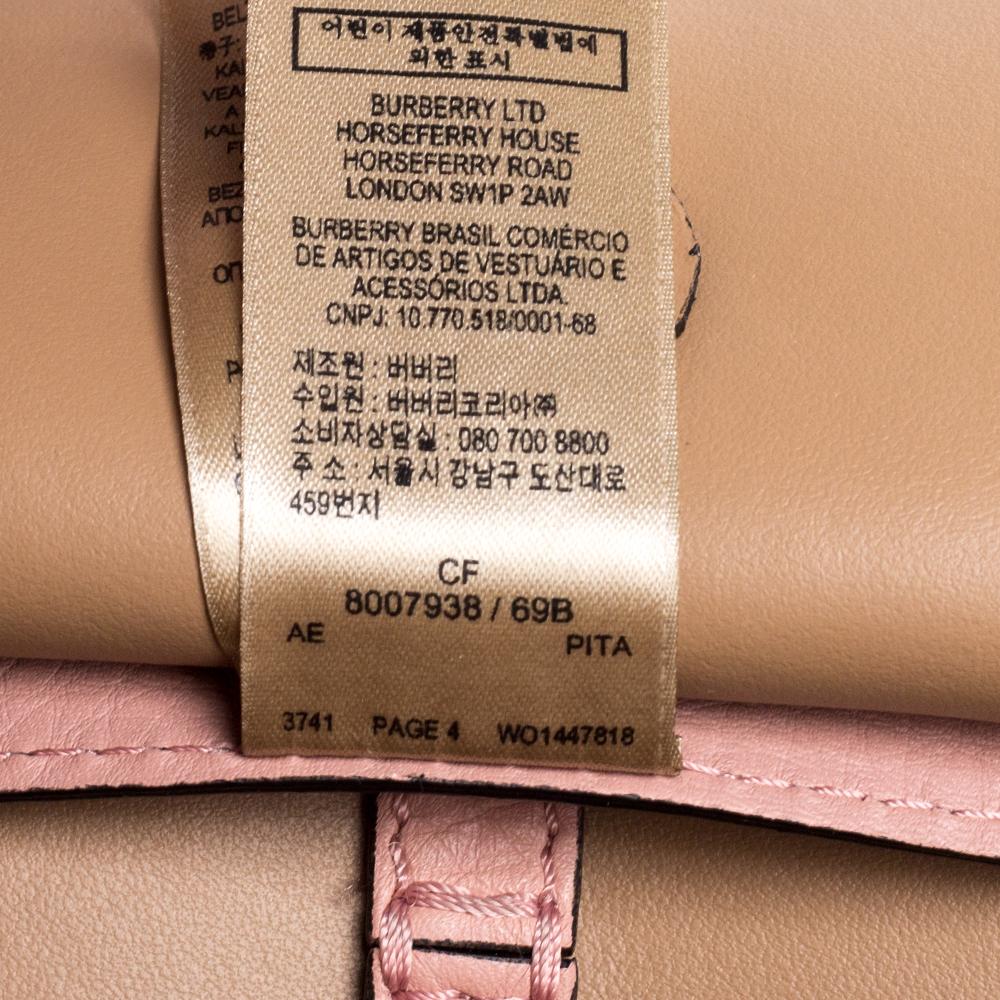 어린이 제품안전특별법에
의한 표시
BURBERRY LTD
HORSEFERRY HOUSE
HORSEFERRY ROAD
LONDON SW1P 2AW
BURBERRY BRASIL COMÉRCIO
DE ARTIGOS DE VESTUÁRIO E
ACESSÓRIOS LTDA.
CNPJ: 10.770.518/0001-68
제조원 : 버버리
수입원 : 버버리코리아㈜
소비자상담실 : 080 700 8800
주 소 : 서울시 강남구 도산대로
459번지
CF
8007938 / 69B
AE PITA
3741 PAGE 4 WO1447818